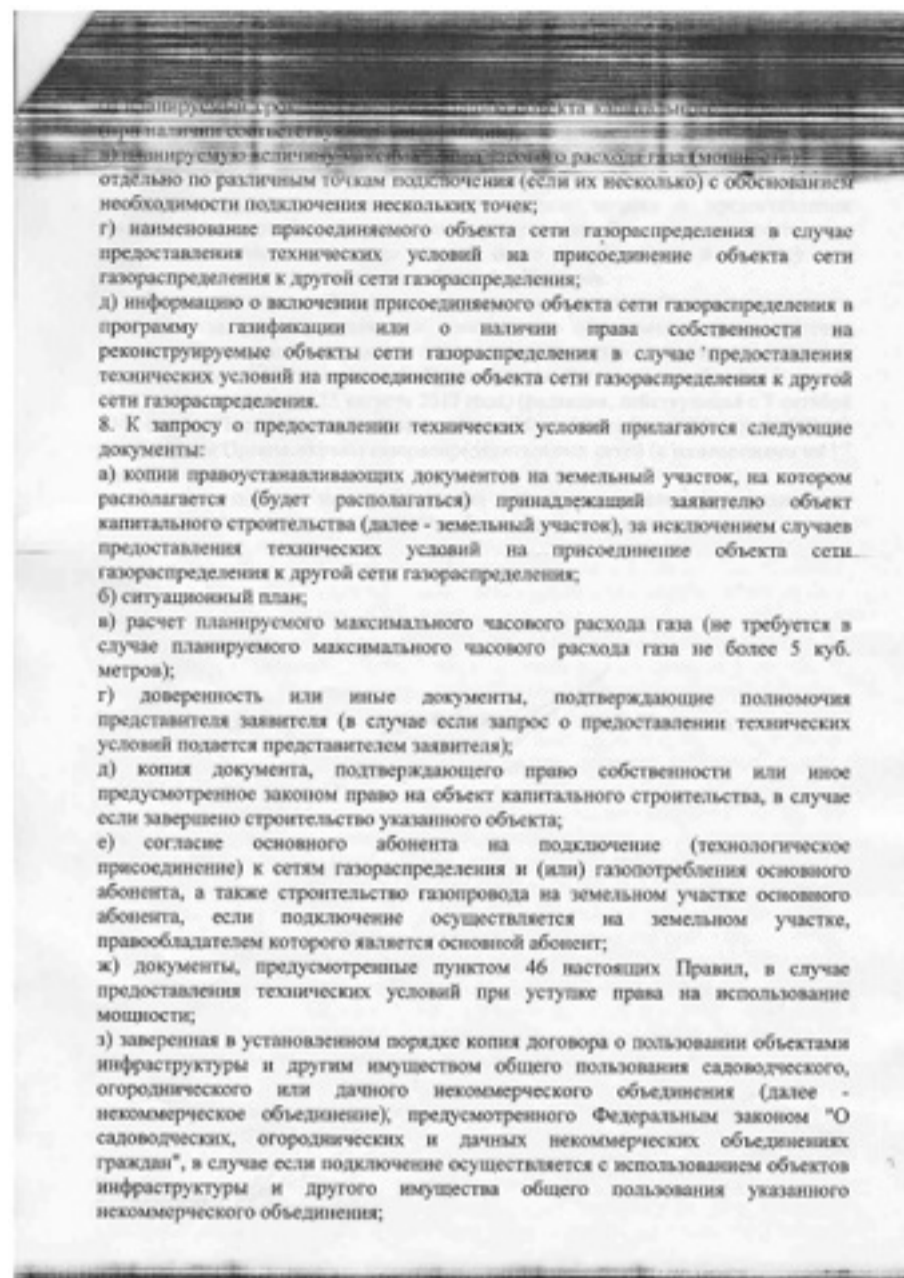 б) планируемый срок объекта капитального
(при наличии
в) планируемую величину максимального часового расхода газа (мощности)
отдельно по различным точкам подключения (если их несколько) с обоснованием
необходимости подключения нескольких точек;
г) наименование присоединяемого объекта сети газораспределения в случае
предоставления технических условий на присоединение объекта сети
газораспределения к другой сети газораспределения;
д) информацию о включении присоединяемого объекта сети газораспределения в
программу газификации или о наличии права собственности на
реконструируемые объекты сети газораспределения в случае предоставления
технических условий на присоединение объекта сети газораспределения к другой
сети газораспределения.
8. К запросу о предоставлении технических условий прилагаются следующие
документы:
а) копии правоустанавливающих документов на земельный участок, на котором
располагается (будет располагаться) принадлежащий заявителю объект
капитального строительства (далее - земельный участок), за исключением случаев
предоставления технических условий на присоединение объекта сети
газораспределения к другой сети газораспределения;
б) ситуационный план;
в) расчет планируемого максимального часового расхода газа (не требуется в
случае планируемого максимального часового расхода газа не более 5 куб.
метров);
г) доверенность или иные документы, подтверждающие полномочия
представителя заявителя (в случае если запрос о предоставлении технических
условий подается представителем заявителя);
д) копия документа, подтверждающего право собственности или иное
предусмотренное законом право на объект капитального строительства, в случае
если завершено строительство указанного объекта;
е) согласие основного абонента на подключение (технологическое
присоединение) к сетям газораспределения и (или) газопотребления основного
абонента, а также строительство газопровода на земельном участке основного
абонента, если подключение осуществляется на земельном участке,
правообладателем которого является основной абонент;
ж) документы, предусмотренные пунктом 46 настоящих Правил, в случае
предоставления технических условий при уступке права на использование
мощности;
з) заверенная в установленном порядке копия договора о пользовании объектами
инфраструктуры и другим имуществом общего пользования садоводческого,
огороднического или дачного некоммерческого объединения (далее -
некоммерческое объединение), предусмотренного Федеральным законом "О
садоводческих, огороднических и дачных некоммерческих объединениях
граждан", в случае если подключение осуществляется с использованием объектов
инфраструктуры и другого имущества общего пользования указанного
некоммерческого объединения;